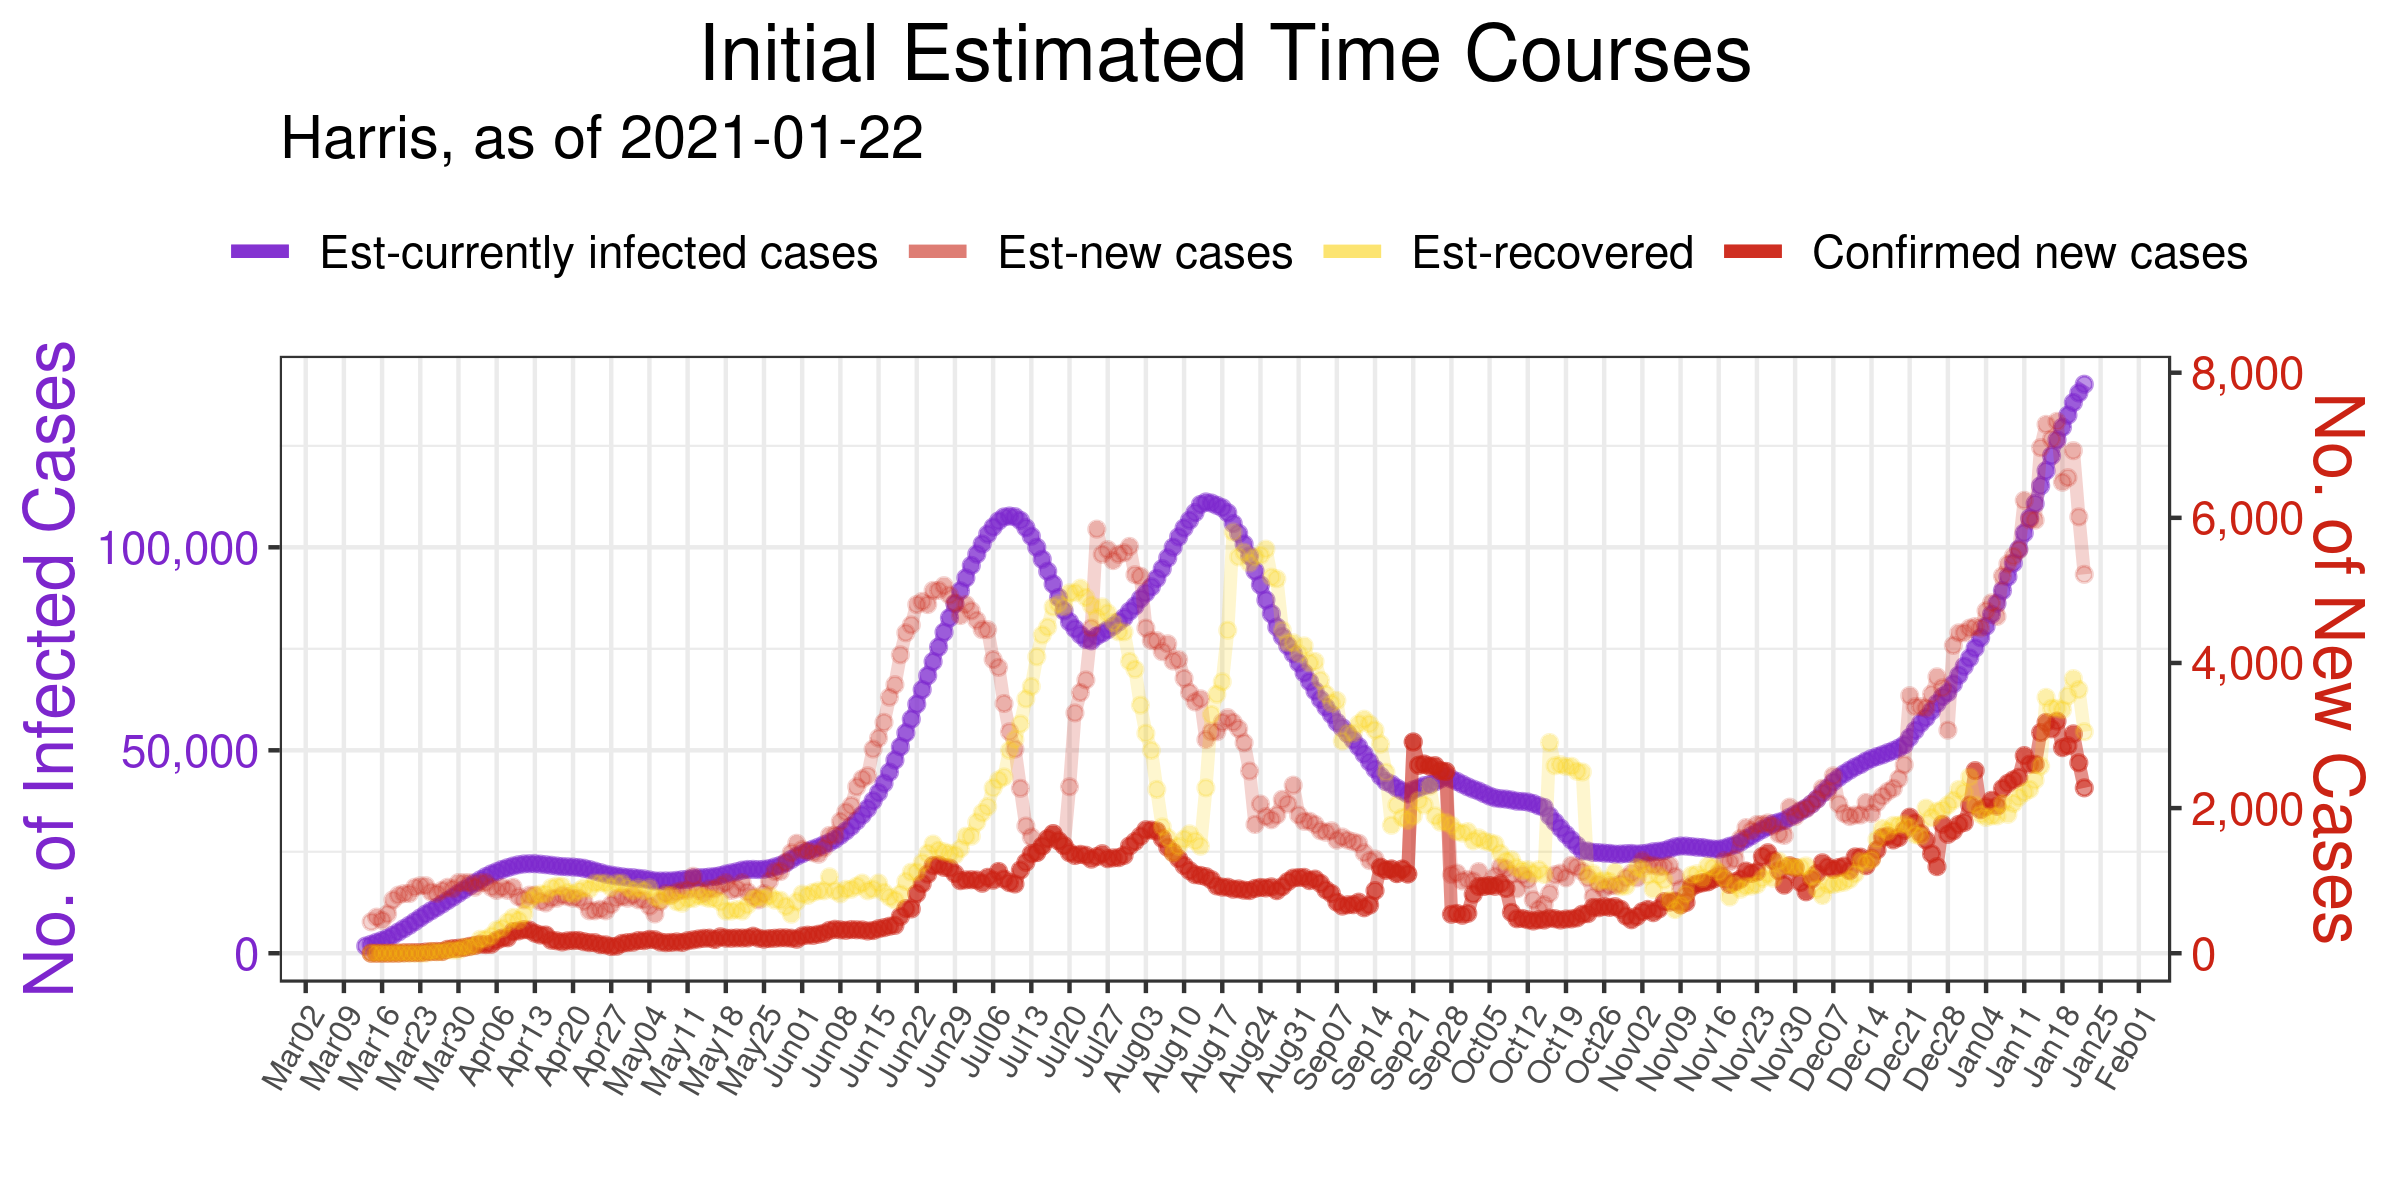 Initial Estimated Time Courses
Harris, as of 2021-01-22
Est-currently infected cases Est-new cases Est-recovered Confirmed new cases
No. of Infected Cases
100,000
50,000
0
8,000
6,000
4,000
2,000
0
No. of New Cases
Mar02 Mar09 Mar16 Mar23 Mar30 Apr06 Apr13 Apr20 Apr27 May04 May11 May18 May25 Jun01 Jun08 Jun15 Jun22 Jun29 Jul06 Jul13 Jul20 Jul27 Aug03 Aug10 Aug17 Aug24 Aug31 Sep07 Sep14 Sep21 Sep28 Oct05 Oct12 Oct19 Oct26 Nov02 Nov09 Nov16 Nov23 Nov30 Dec07 Dec14 Dec21 Dec28 Jan04 Jan11 Jan18 Jan25 Feb01